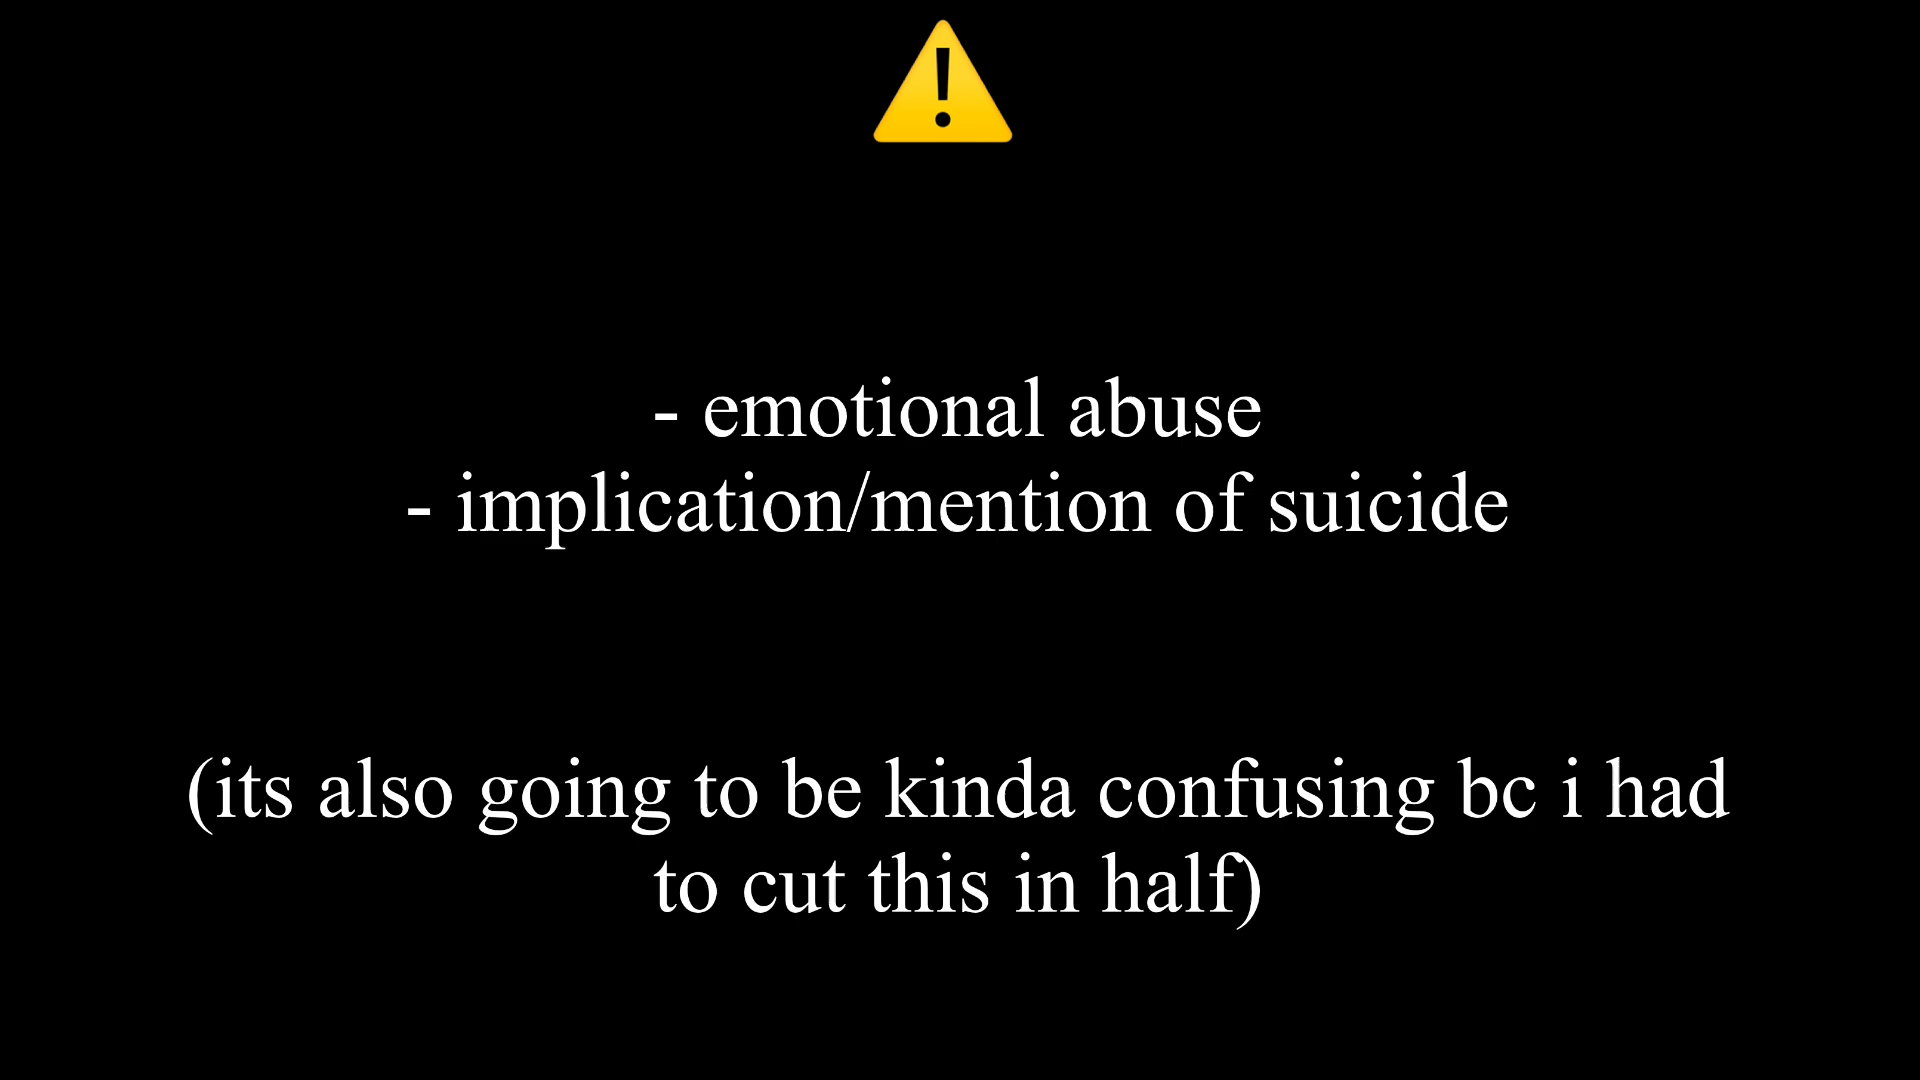 - emotional abuse
- implication/mention of suicide
(its also going to be kinda confusing bc i had
to cut this in half)